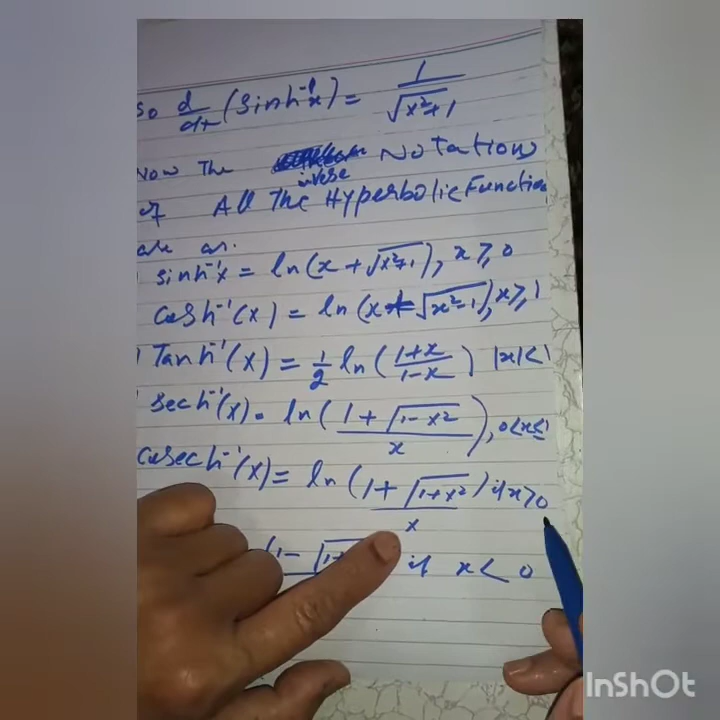 So d/dx (sinh⁻¹x) = 1/√(x²+1)
Now The inverse Notation
of All The Hyperbolic Function
are as.
sinh⁻¹x = ln(x + √(x²+1)), x ≥ 0
cosh⁻¹(x) = ln(x + √(x²-1)), x ≥ 1
Tanh⁻¹(x) = 1/2 ln((1+x)/(1-x)) |x| < 1
sech⁻¹(x) = ln((1 + √(1-x²))/x), 0<x≤1
cosech⁻¹(x) = ln((1 + √(1+x²))/x) if x>0
(1 - √(1 if x < 0
InShOt